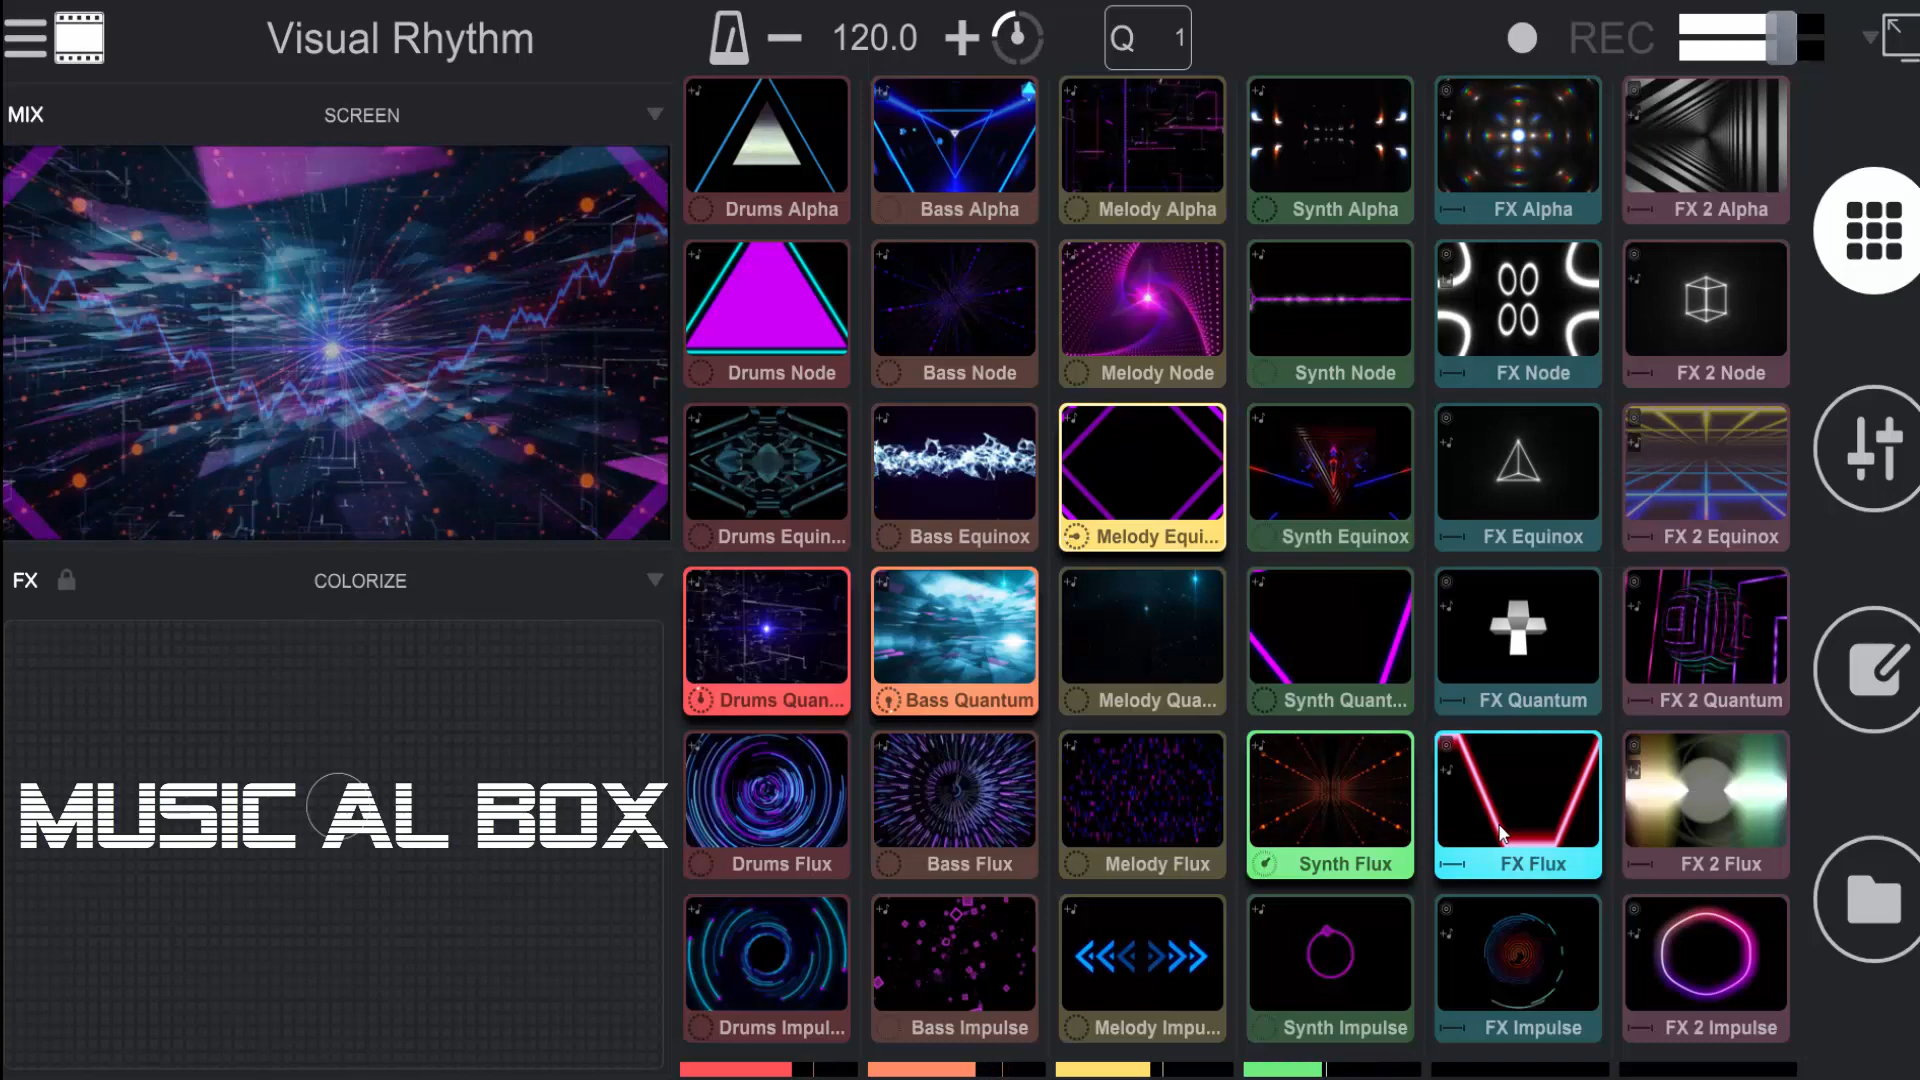 Visual Rhythm
120.0
Q 1
REC
MIX
SCREEN
Drums Alpha
Bass Alpha
Melody Alpha
Synth Alpha
FX Alpha
FX 2 Alpha
Drums Node
Bass Node
Melody Node
Synth Node
FX Node
FX 2 Node
Drums Equin...
Bass Equinox
Melody Equi...
Synth Equinox
FX Equinox
FX 2 Equinox
FX
COLORIZE
Drums Quan...
Bass Quantum
Melody Qua...
Synth Quant...
FX Quantum
FX 2 Quantum
MUSIC AL BOX
Drums Flux
Bass Flux
Melody Flux
Synth Flux
FX Flux
FX 2 Flux
Drums Impul...
Bass Impulse
Melody Impu...
Synth Impulse
FX Impulse
FX 2 Impulse